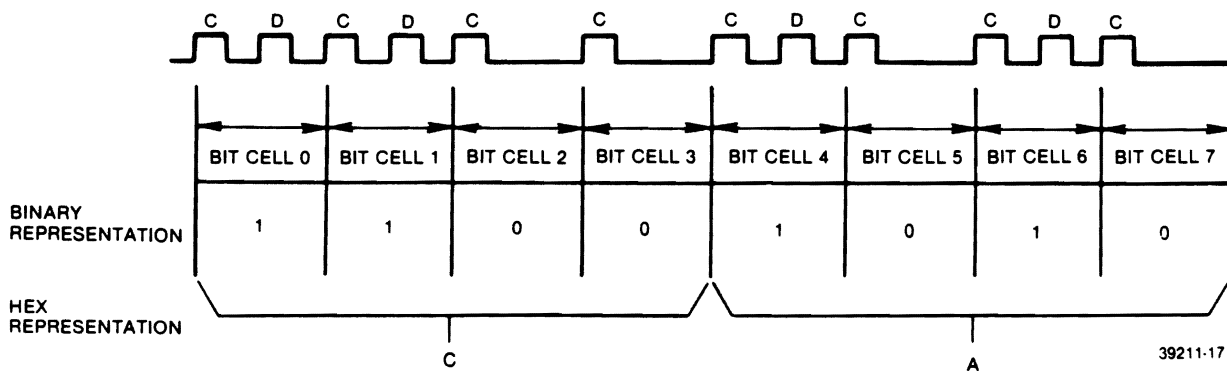 C D C D C C C D C C D C
BIT CELL 0 BIT CELL 1 BIT CELL 2 BIT CELL 3 BIT CELL 4 BIT CELL 5 BIT CELL 6 BIT CELL 7
BINARY
REPRESENTATION
1 1 0 0 1 0 1 0
HEX
REPRESENTATION
C A
39211-17